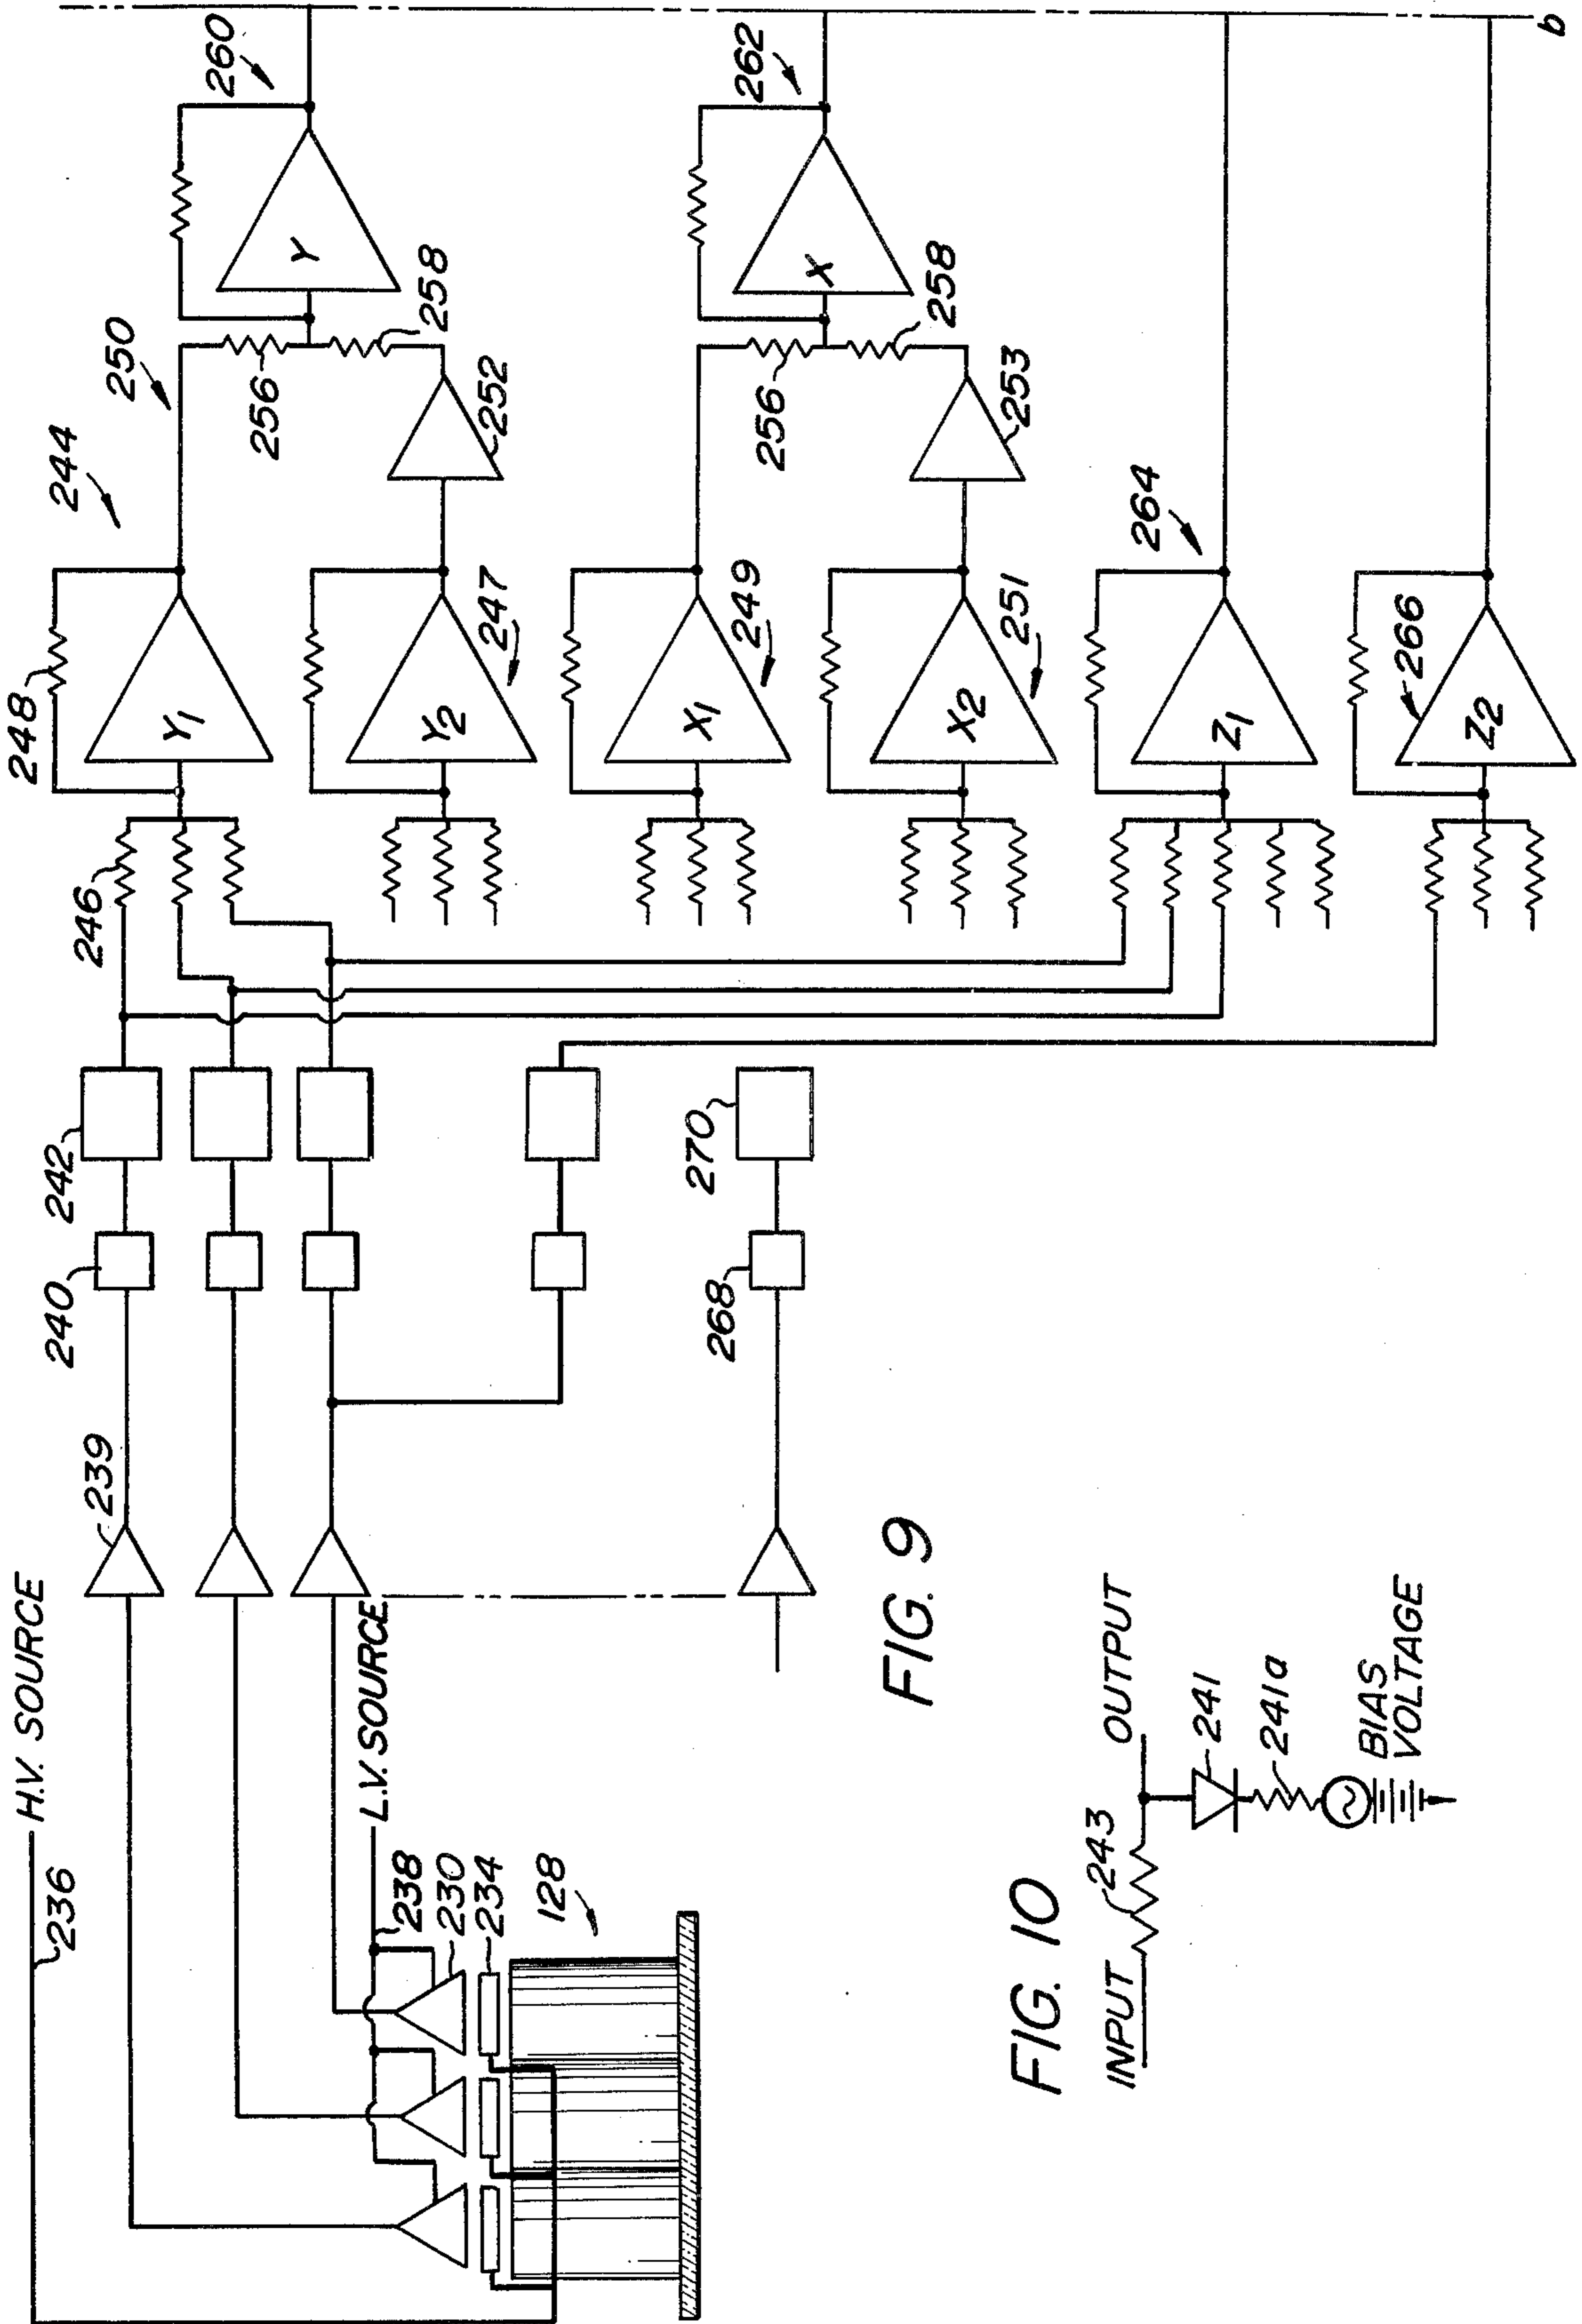 H.V. SOURCE
236
L.V. SOURCE
238
230
234
128
239
240
242
268
270
246
248
Y1
244
250
256
258
Y
260
Y2
247
252
X1
249
256
258
X
262
X2
251
253
Z1
264
Z2
266
b
FIG. 9
FIG. 10
INPUT
243
OUTPUT
241
241a
BIAS
VOLTAGE